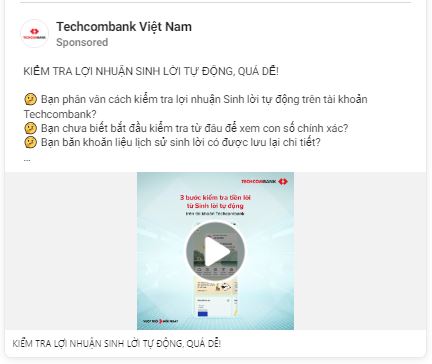 TECHCOMBANK
Techcombank Việt Nam
Sponsored
KIỂM TRA LỢI NHUẬN SINH LỜI TỰ ĐỘNG, QUÁ DỄ!
🤔 Bạn phân vân cách kiểm tra lợi nhuận Sinh lời tự động trên tài khoản
Techcombank?
🤔 Bạn chưa biết bắt đầu kiểm tra từ đâu để xem con số chính xác?
🤔 Bạn băn khoăn liệu lịch sử sinh lời có được lưu lại chi tiết?
...
TECHCOMBANK
3 bước kiểm tra tiền lời
từ Sinh lời tự động
trên tài khoản Techcombank
KIỂM TRA LỢI NHUẬN SINH LỜI TỰ ĐỘNG, QUÁ DỄ!